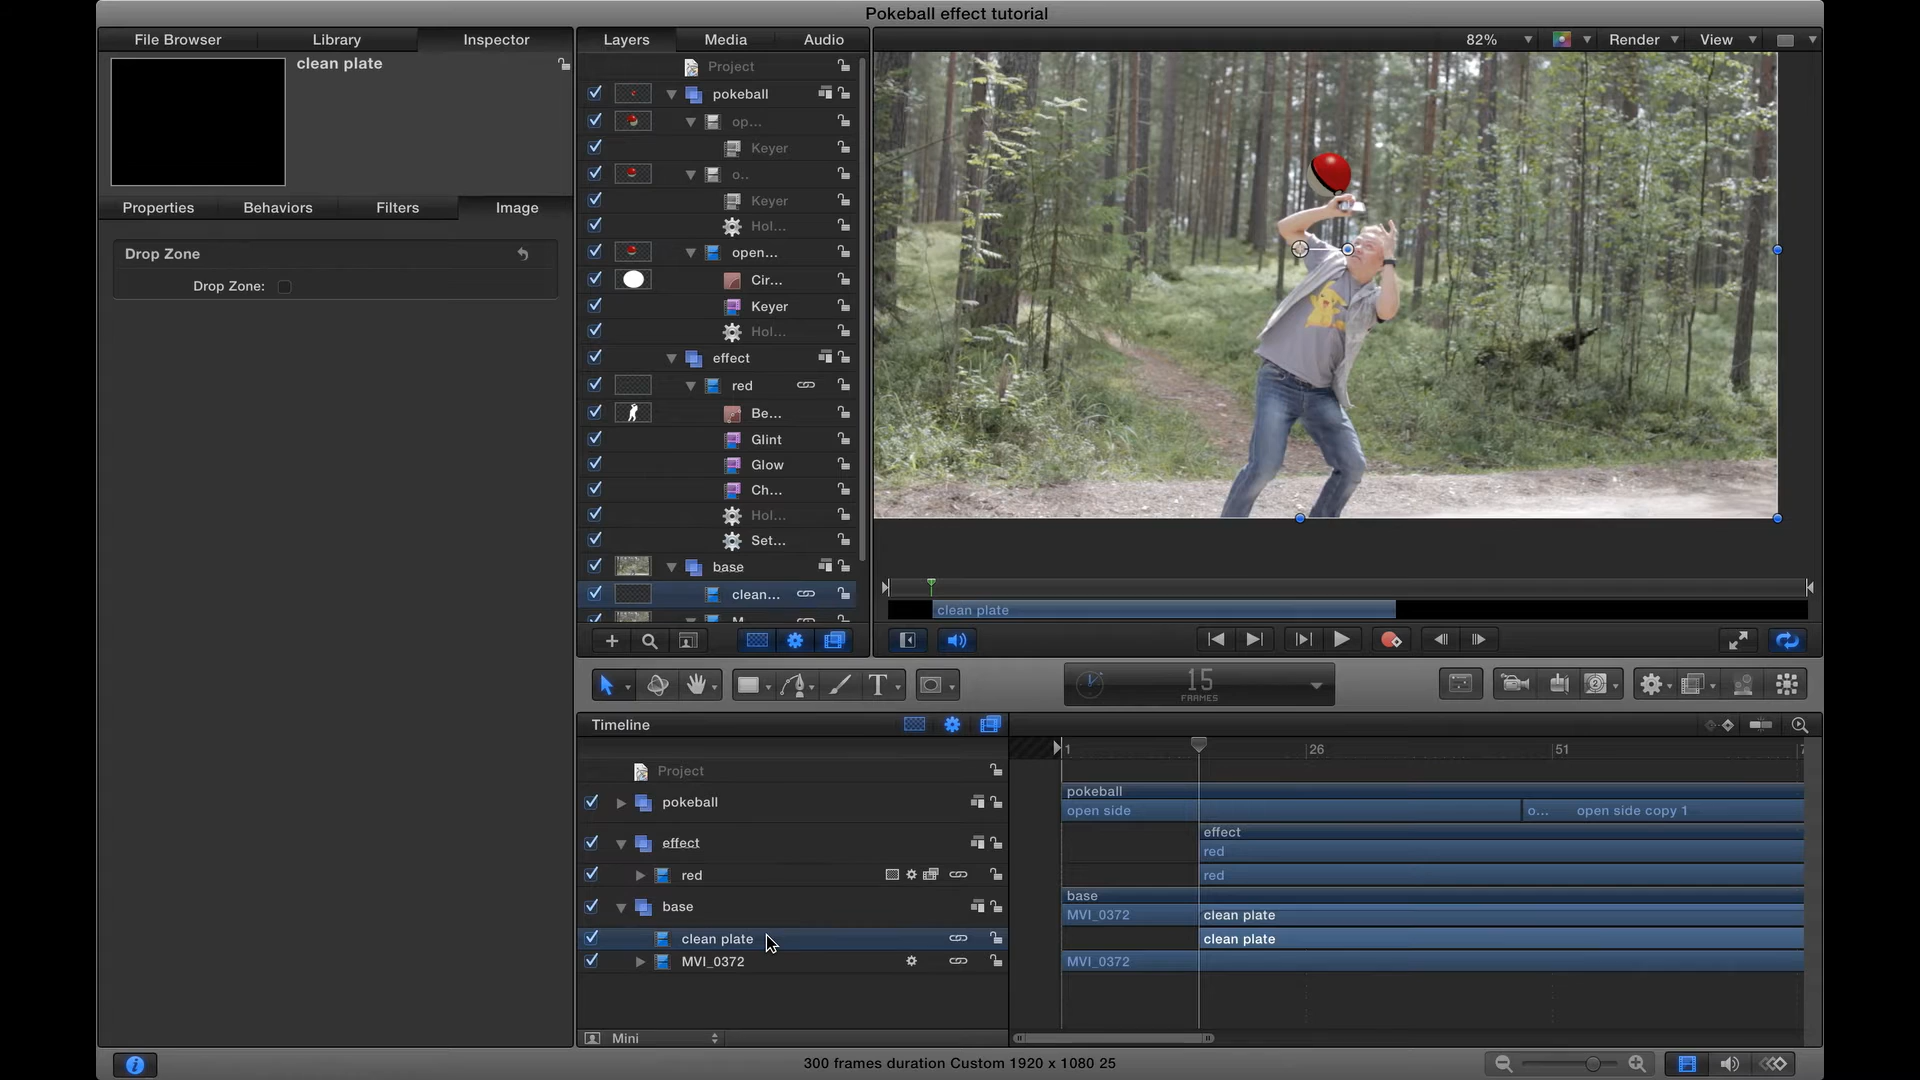 Pokeball effect tutorial
File Browser
Library
Inspector
Layers
Media
Audio
82%
Render
View
clean plate
Project
pokeball
op...
Keyer
o..
Keyer
Hol...
open...
Cir...
Keyer
Hol...
effect
red
Be...
Glint
Glow
Ch...
Hol...
Set...
base
clean...
Properties
Behaviors
Filters
Image
Drop Zone
Drop Zone:
clean plate
T
15
FRAMES
Timeline
1
26
51
Project
pokeball
pokeball
open side
o...
open side copy 1
effect
effect
red
red
red
base
base
MVI_0372
clean plate
clean plate
clean plate
MVI_0372
MVI_0372
Mini
300 frames duration Custom 1920 x 1080 25